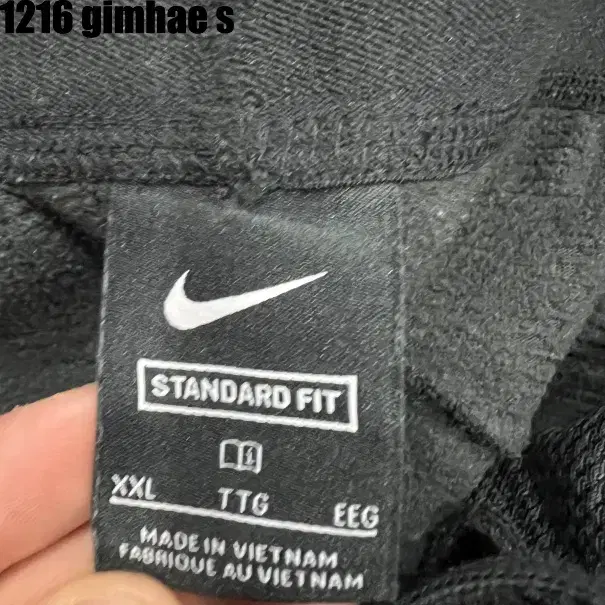 1216 gimhae s
STANDARD FIT
XXL TTG EEG
MADE IN VIETNAM
FABRIQUE AU VIETNAM